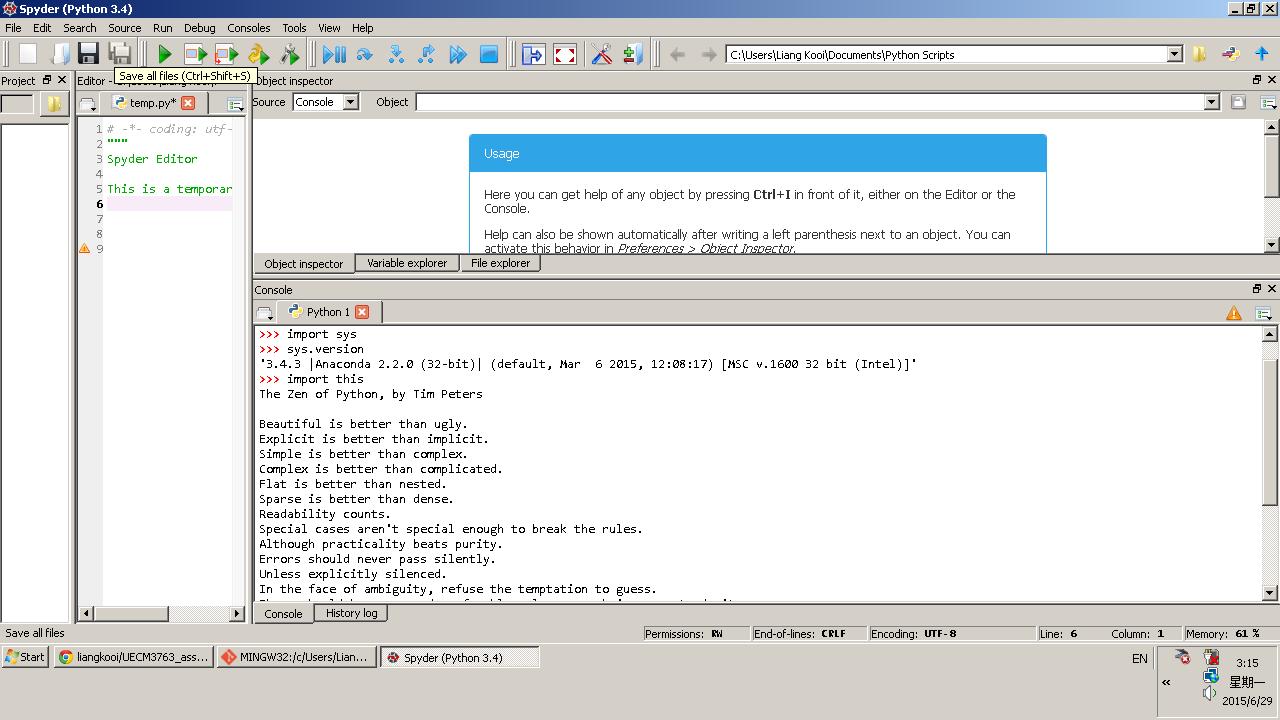 Spyder (Python 3.4)
File Edit Search Source Run Debug Consoles Tools View Help
C:\Users\Liang Kooi\Documents\Python Scripts
Save all files (Ctrl+Shift+S)
Project
Editor -
Object inspector
temp.py*
Source Console Object
1 # -*- coding: utf-
2 """
3 Spyder Editor
4
5 This is a temporar
6
7
8
9
Usage
Here you can get help of any object by pressing Ctrl+I in front of it, either on the Editor or the
Console.
Help can also be shown automatically after writing a left parenthesis next to an object. You can
activate this behavior in Preferences > Object Inspector.
Object inspector Variable explorer File explorer
Console
Python 1
>>> import sys
>>> sys.version
'3.4.3 |Anaconda 2.2.0 (32-bit)| (default, Mar  6 2015, 12:08:17) [MSC v.1600 32 bit (Intel)]'
>>> import this
The Zen of Python, by Tim Peters
Beautiful is better than ugly.
Explicit is better than implicit.
Simple is better than complex.
Complex is better than complicated.
Flat is better than nested.
Sparse is better than dense.
Readability counts.
Special cases aren't special enough to break the rules.
Although practicality beats purity.
Errors should never pass silently.
Unless explicitly silenced.
In the face of ambiguity, refuse the temptation to guess.
Console History log
Save all files Permissions: RW End-of-lines: CRLF Encoding: UTF-8 Line: 6 Column: 1 Memory: 61 %
Start liangkooi/UECM3763_ass... MINGW32:/c/Users/Lian... Spyder (Python 3.4) EN
3:15
星期一
2015/6/29